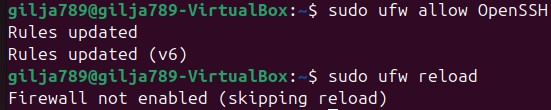 gilja789@gilja789-VirtualBox:~$ sudo ufw allow OpenSSH
Rules updated
Rules updated (v6)
gilja789@gilja789-VirtualBox:~$ sudo ufw reload
Firewall not enabled (skipping reload)